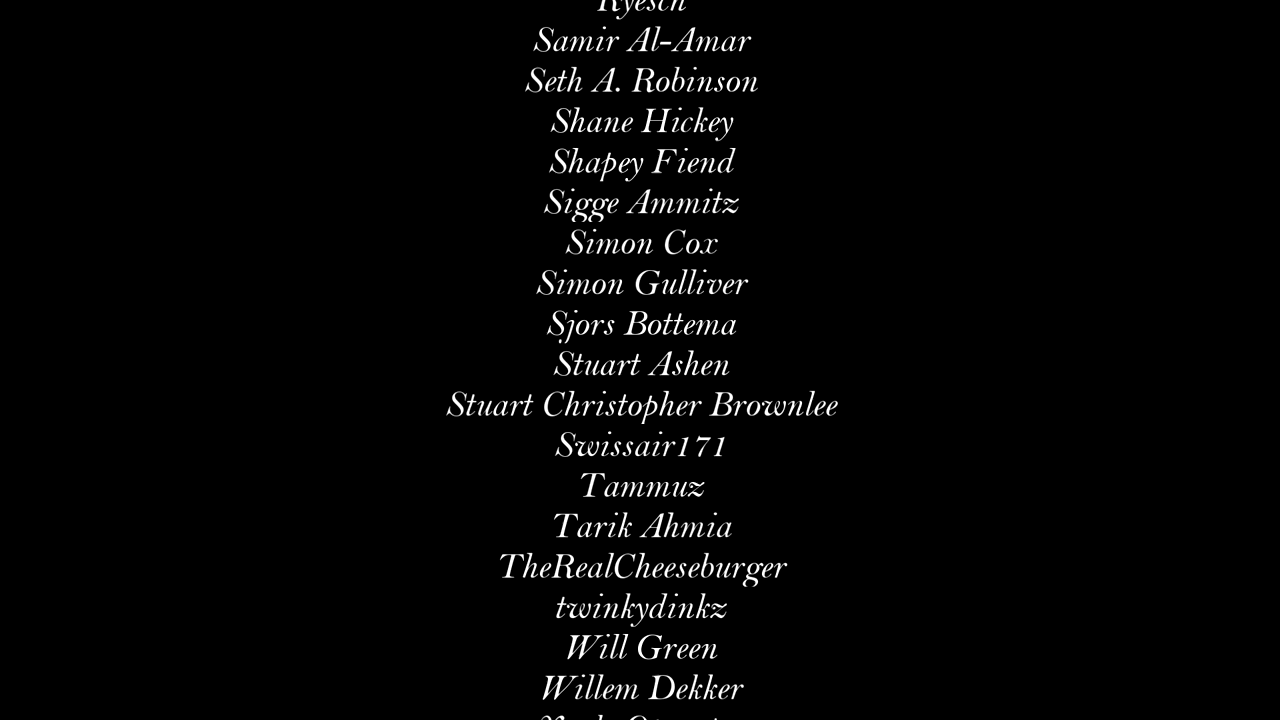 Ryesch
Samir Al-Amar
Seth A. Robinson
Shane Hickey
Shapey Fiend
Sigge Ammitz
Simon Cox
Simon Gulliver
Sjors Bottema
Stuart Ashen
Stuart Christopher Brownlee
Swissair171
Tammuz
Tarik Ahmia
TheRealCheeseburger
twinkydinkz
Will Green
Willem Dekker